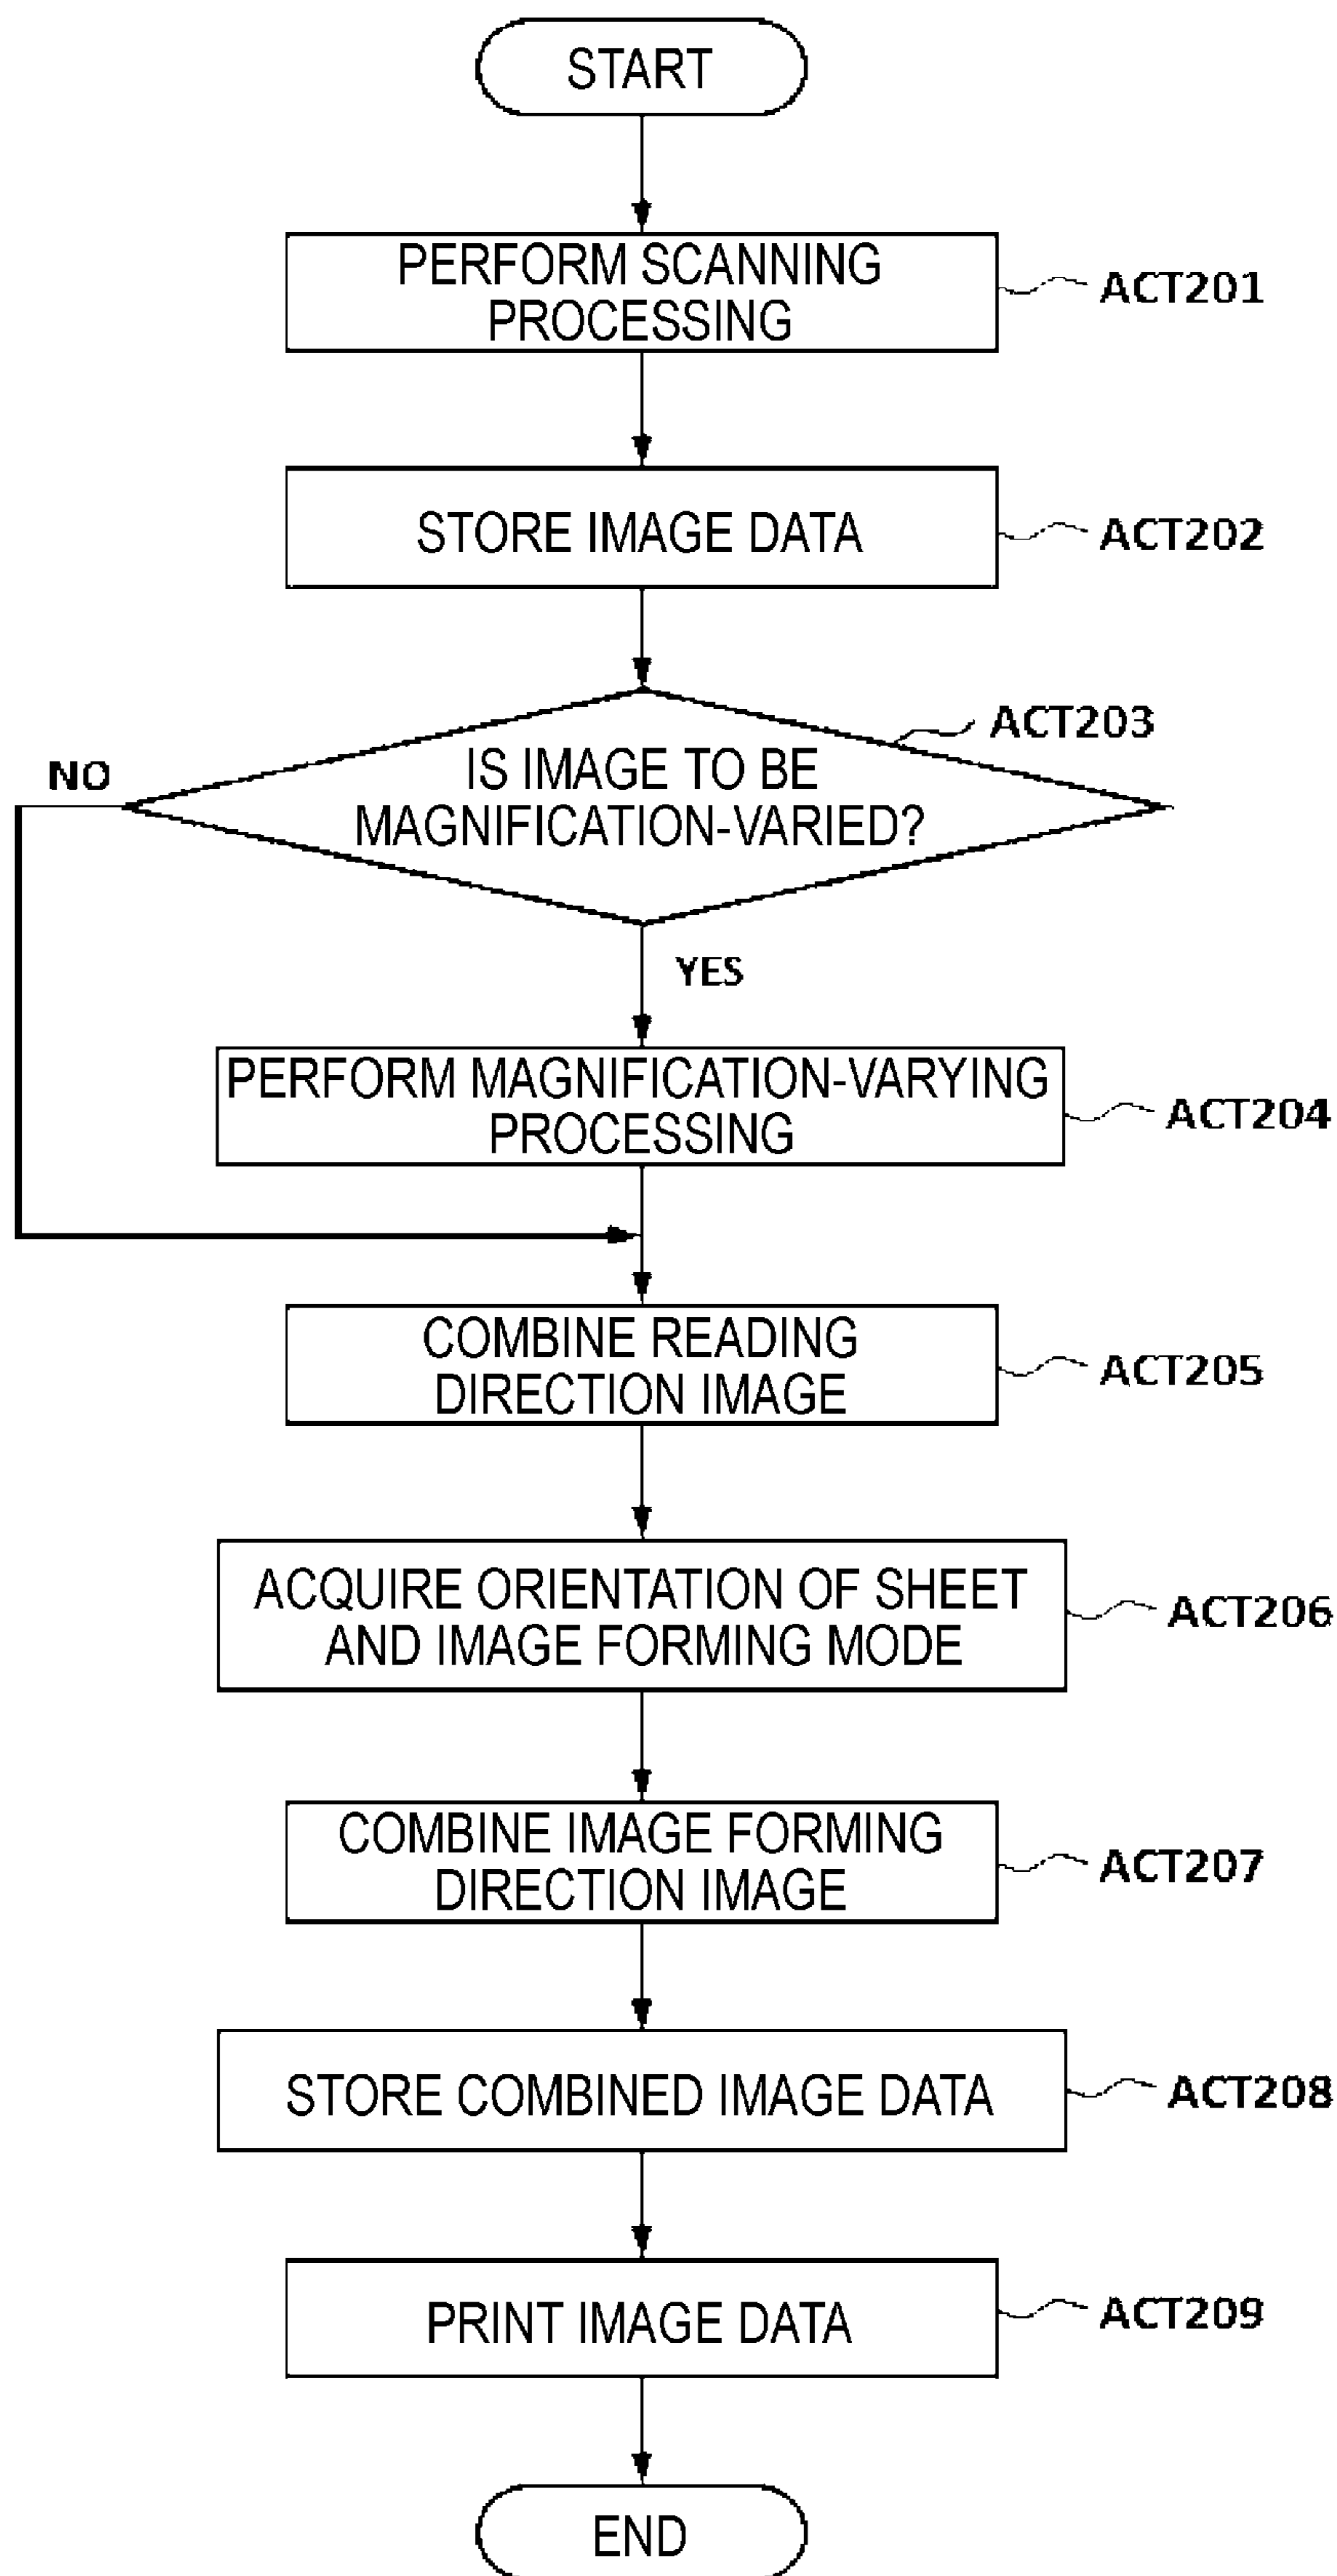 START
PERFORM SCANNING
PROCESSING
ACT201
STORE IMAGE DATA
ACT202
ACT203
IS IMAGE TO BE
MAGNIFICATION-VARIED?
NO
YES
PERFORM MAGNIFICATION-VARYING
PROCESSING
ACT204
COMBINE READING
DIRECTION IMAGE
ACT205
ACQUIRE ORIENTATION OF SHEET
AND IMAGE FORMING MODE
ACT206
COMBINE IMAGE FORMING
DIRECTION IMAGE
ACT207
STORE COMBINED IMAGE DATA
ACT208
PRINT IMAGE DATA
ACT209
END